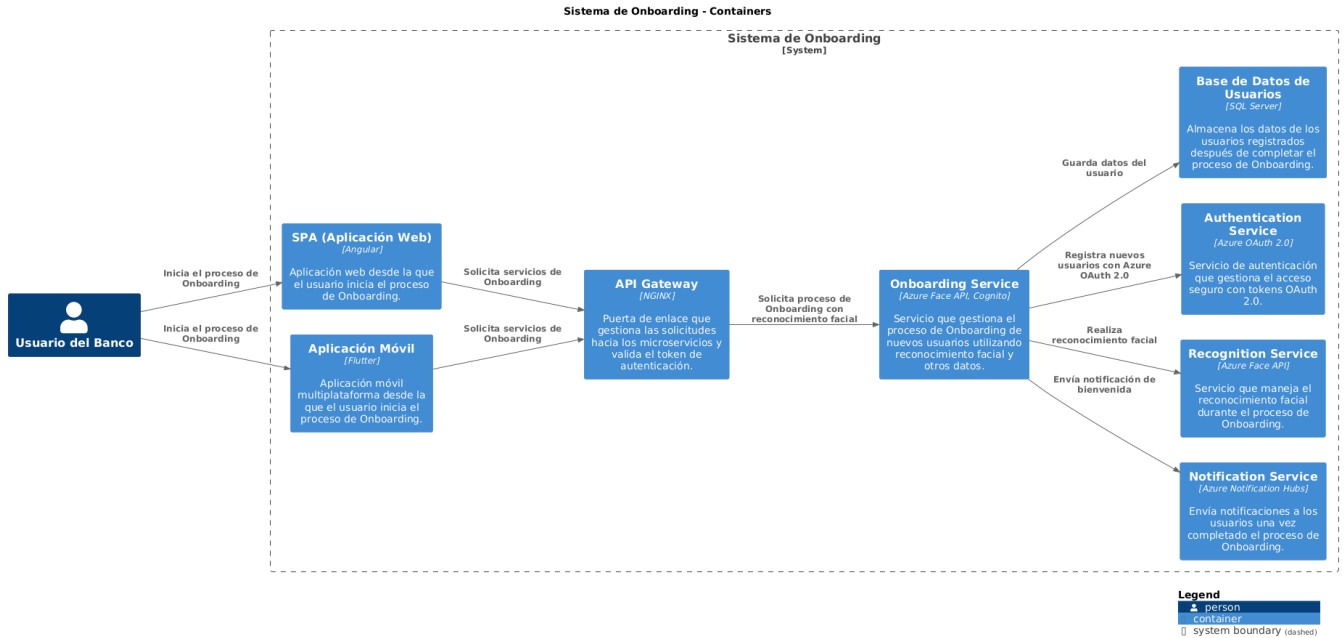 Sistema de Onboarding - Containers
Sistema de Onboarding
[System]
Usuario del Banco
Inicia el proceso de
Onboarding
Inicia el proceso de
Onboarding
SPA (Aplicación Web)
[Angular]
Aplicación web desde la que
el usuario inicia el proceso
de Onboarding.
Aplicación Móvil
[Flutter]
Aplicación móvil
multiplataforma desde la
que el usuario inicia el
proceso de Onboarding.
Solicita servicios de
Onboarding
Solicita servicios de
Onboarding
API Gateway
[NGINX]
Puerta de enlace que
gestiona las solicitudes
hacia los microservicios y
valida el token de
autenticación.
Solicita proceso de
Onboarding con
reconocimiento facial
Onboarding Service
[Azure Face API, Cognito]
Servicio que gestiona el
proceso de Onboarding de
nuevos usuarios utilizando
reconocimiento facial y
otros datos.
Guarda datos del
usuario
Registra nuevos
usuarios con Azure
OAuth 2.0
Realiza
reconocimiento facial
Envía notificación de
bienvenida
Base de Datos de
Usuarios
[SQL Server]
Almacena los datos de los
usuarios registrados
después de completar el
proceso de Onboarding.
Authentication
Service
[Azure OAuth 2.0]
Servicio de autenticación
que gestiona el acceso
seguro con tokens OAuth
2.0.
Recognition Service
[Azure Face API]
Servicio que maneja el
reconocimiento facial
durante el proceso de
Onboarding.
Notification Service
[Azure Notification Hubs]
Envía notificaciones a los
usuarios una vez
completado el proceso de
Onboarding.
Legend
person
container
system boundary (dashed)